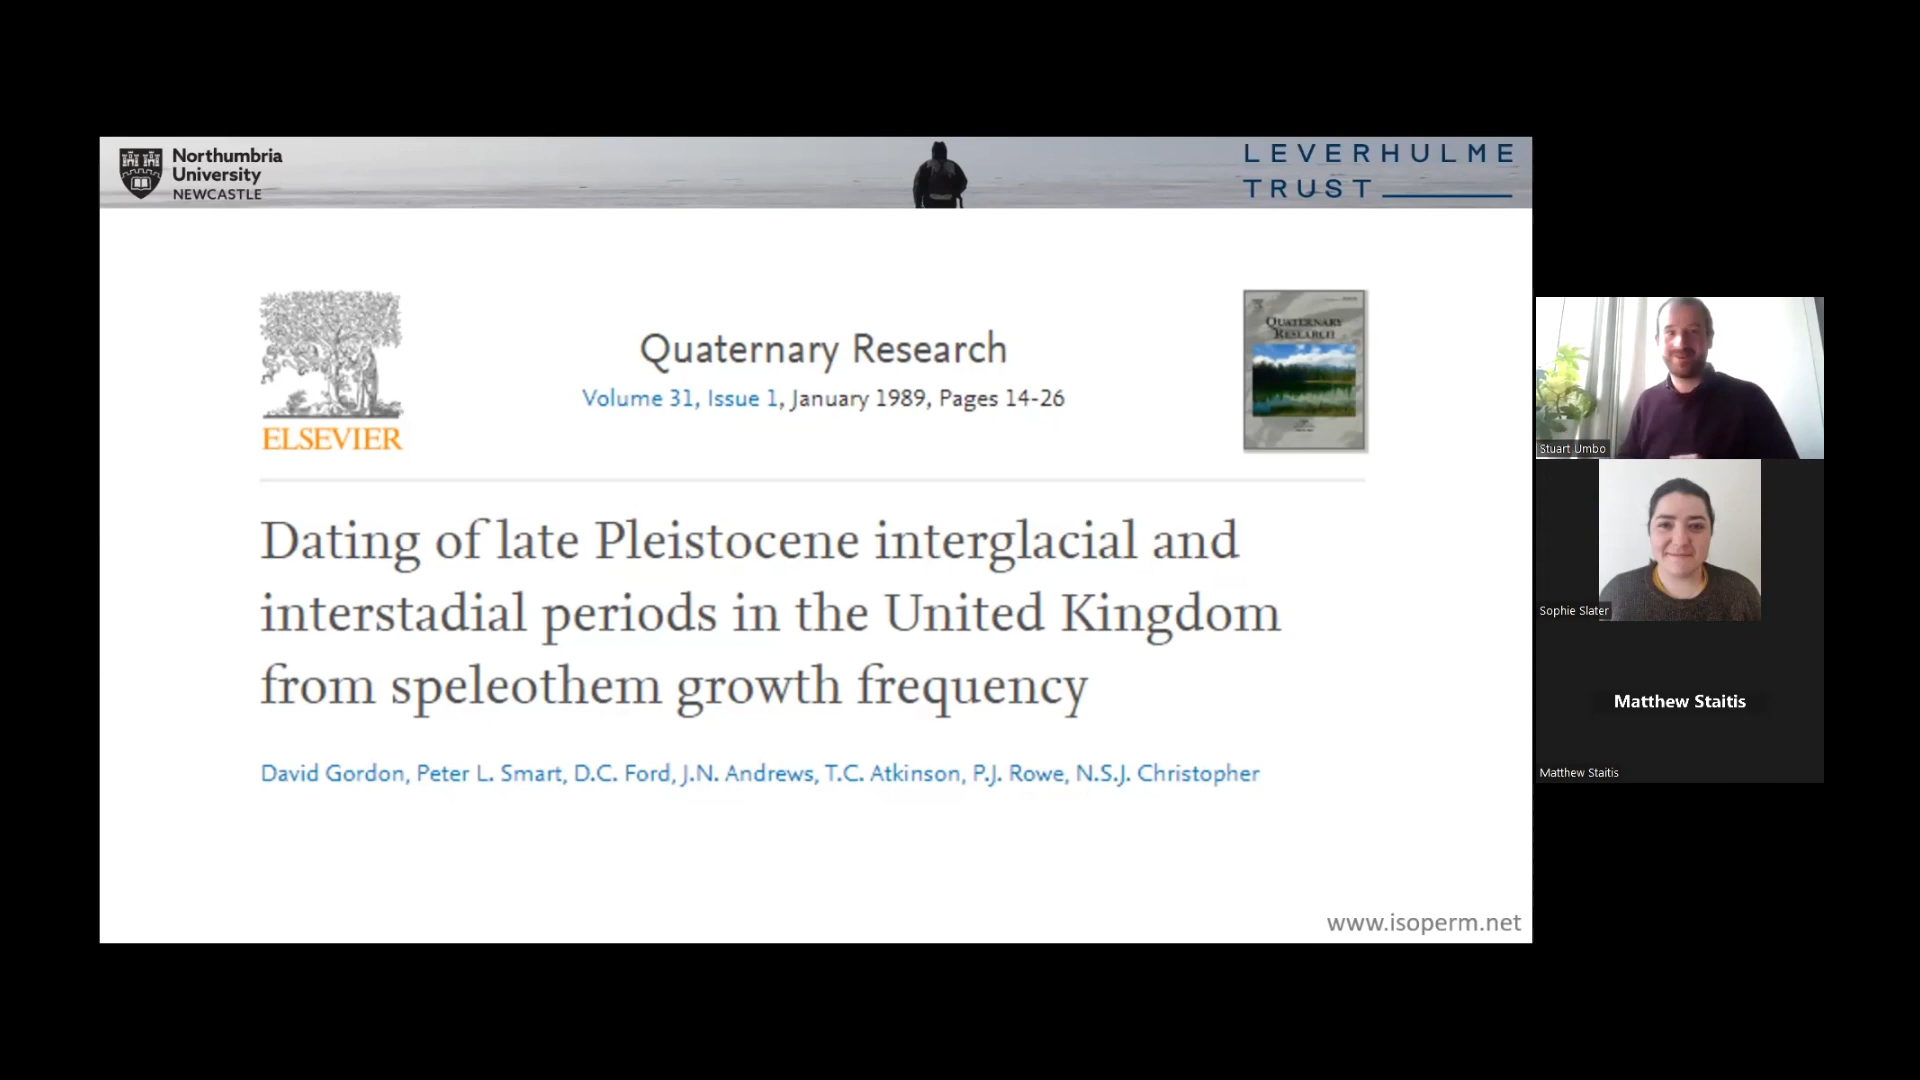 Northumbria
University
NEWCASTLE
LEVERHULME
TRUST
ELSEVIER
Quaternary Research
Volume 31, Issue 1, January 1989, Pages 14-26
QUATERNARY
RESEARCH
Dating of late Pleistocene interglacial and
interstadial periods in the United Kingdom
from speleothem growth frequency
David Gordon, Peter L. Smart, D.C. Ford, J.N. Andrews, T.C. Atkinson, P.J. Rowe, N.S.J. Christopher
www.isoperm.net
Stuart Umbo
Sophie Slater
Matthew Staitis
Matthew Staitis